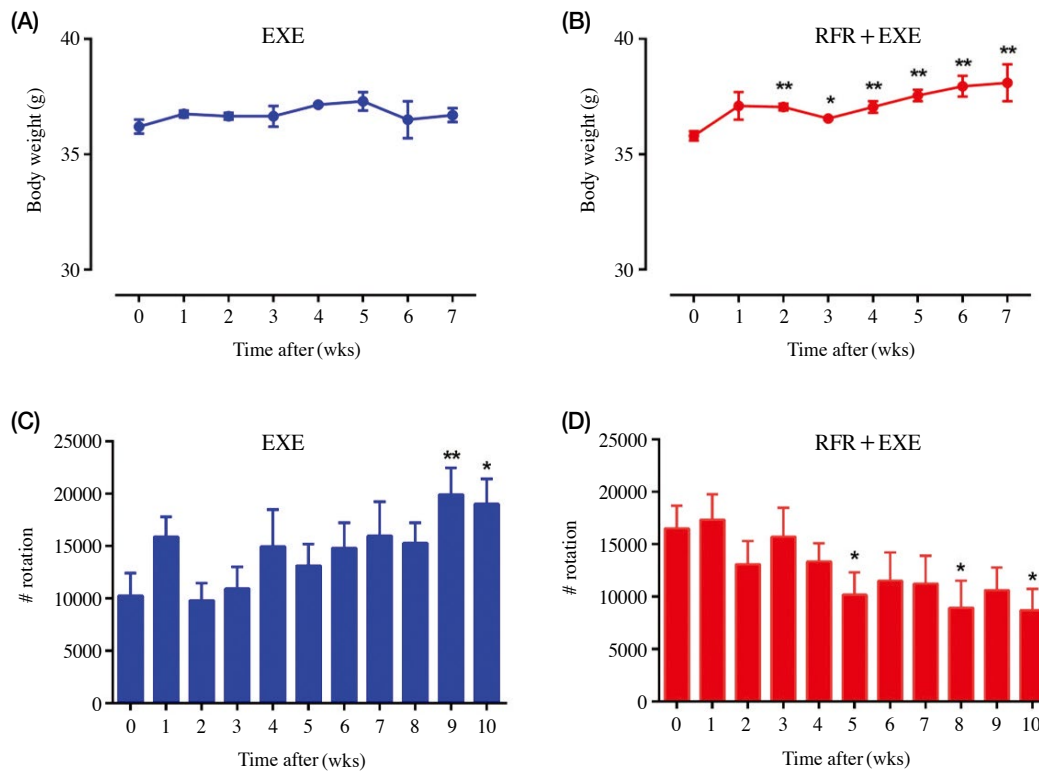 (A)
EXE
40
35
30
Body weight (g)
0 1 2 3 4 5 6 7
Time after (wks)
(B)
RFR + EXE
** * ** ** ** **
40
35
30
Body weight (g)
0 1 2 3 4 5 6 7
Time after (wks)
(C)
EXE
** *
25000
20000
15000
10000
5000
0
# rotation
0 1 2 3 4 5 6 7 8 9 10
Time after (wks)
(D)
RFR + EXE
* * *
25000
20000
15000
10000
5000
0
# rotation
0 1 2 3 4 5 6 7 8 9 10
Time after (wks)